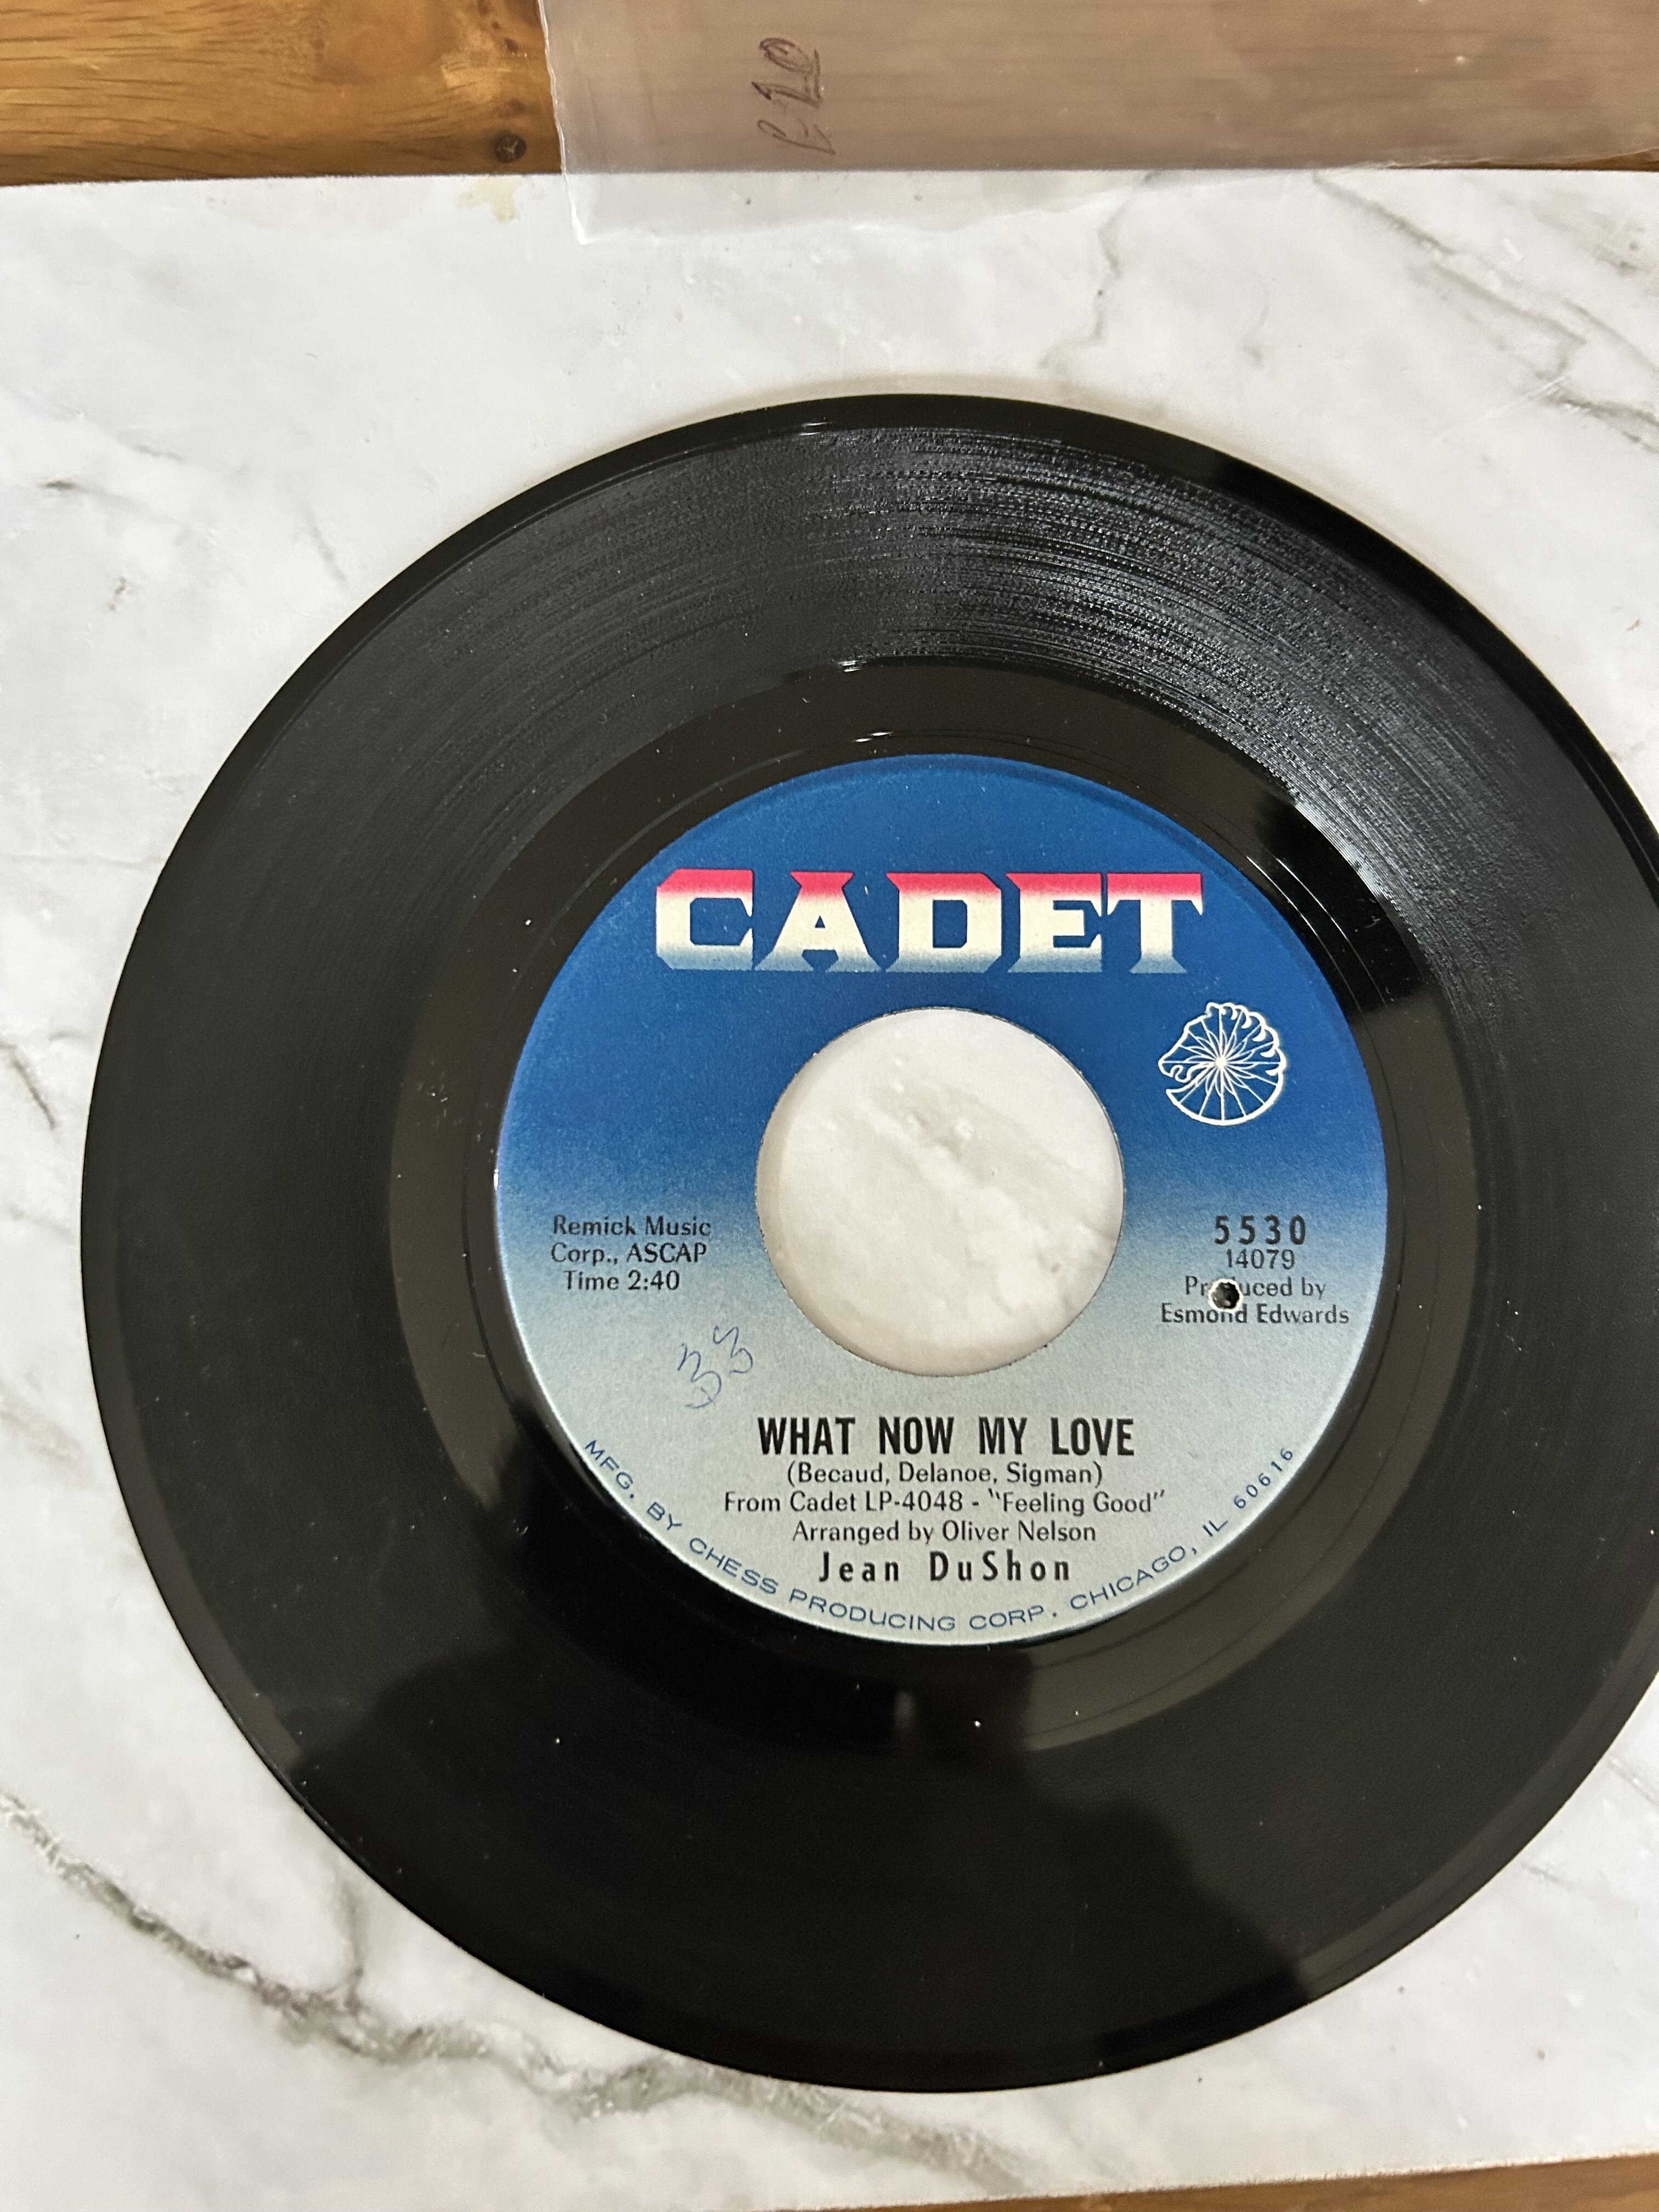 CADET
Remick Music
Corp., ASCAP
Time 2:40
5530
14079
Produced by
Esmond Edwards
33
WHAT NOW MY LOVE
(Becaud, Delanoe, Sigman)
From Cadet LP-4048 - "Feeling Good"
Arranged by Oliver Nelson
Jean DuShon
MFG. BY CHESS PRODUCING CORP. CHICAGO, IL 60616